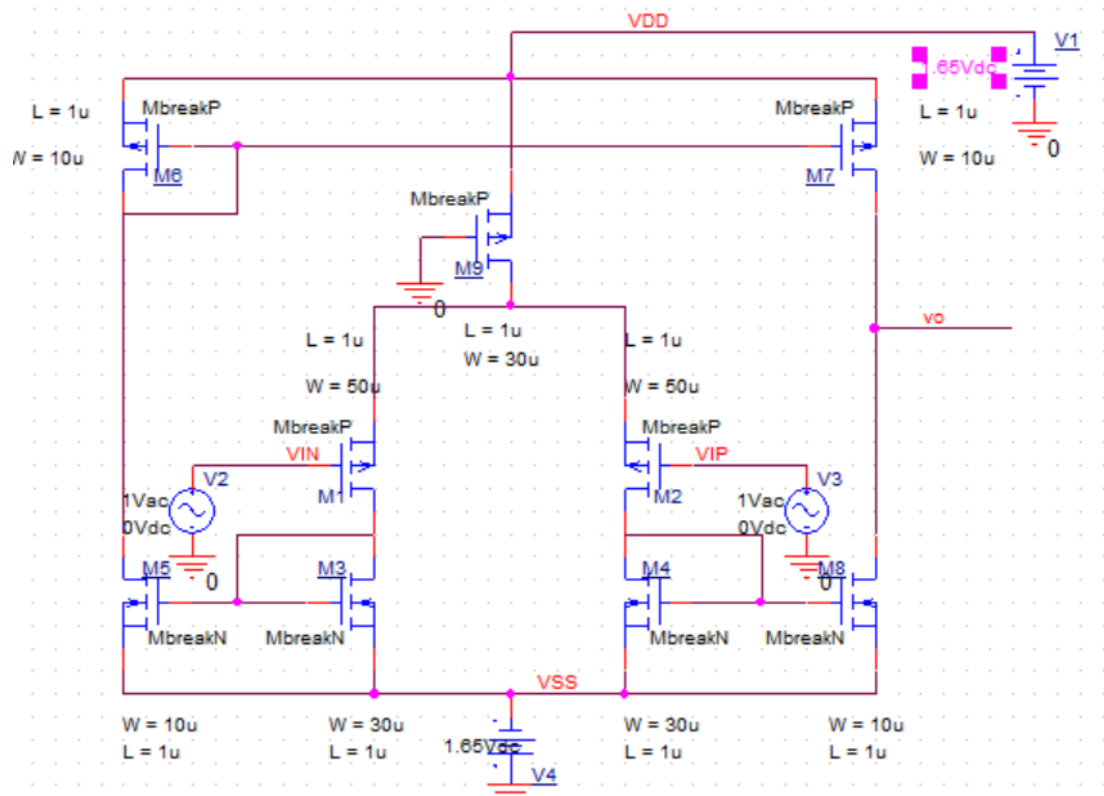 VDD
V1
1.65Vdc
L = 1u
MbreakP
MbreakP
L = 1u
W = 10u
M6
M7
W = 10u
0
MbreakP
M9
0
L = 1u
vo
L = 1u
W = 30u
L = 1u
W = 50u
W = 50u
MbreakP
MbreakP
VIN
VIP
V2
V3
1Vac
M1
M2
1Vac
0Vdc
0Vdc
M5
0
M3
M4
0
M8
MbreakN
MbreakN
MbreakN
MbreakN
VSS
W = 10u
W = 30u
W = 30u
W = 10u
L = 1u
L = 1u
1.65Vdc
L = 1u
L = 1u
V4